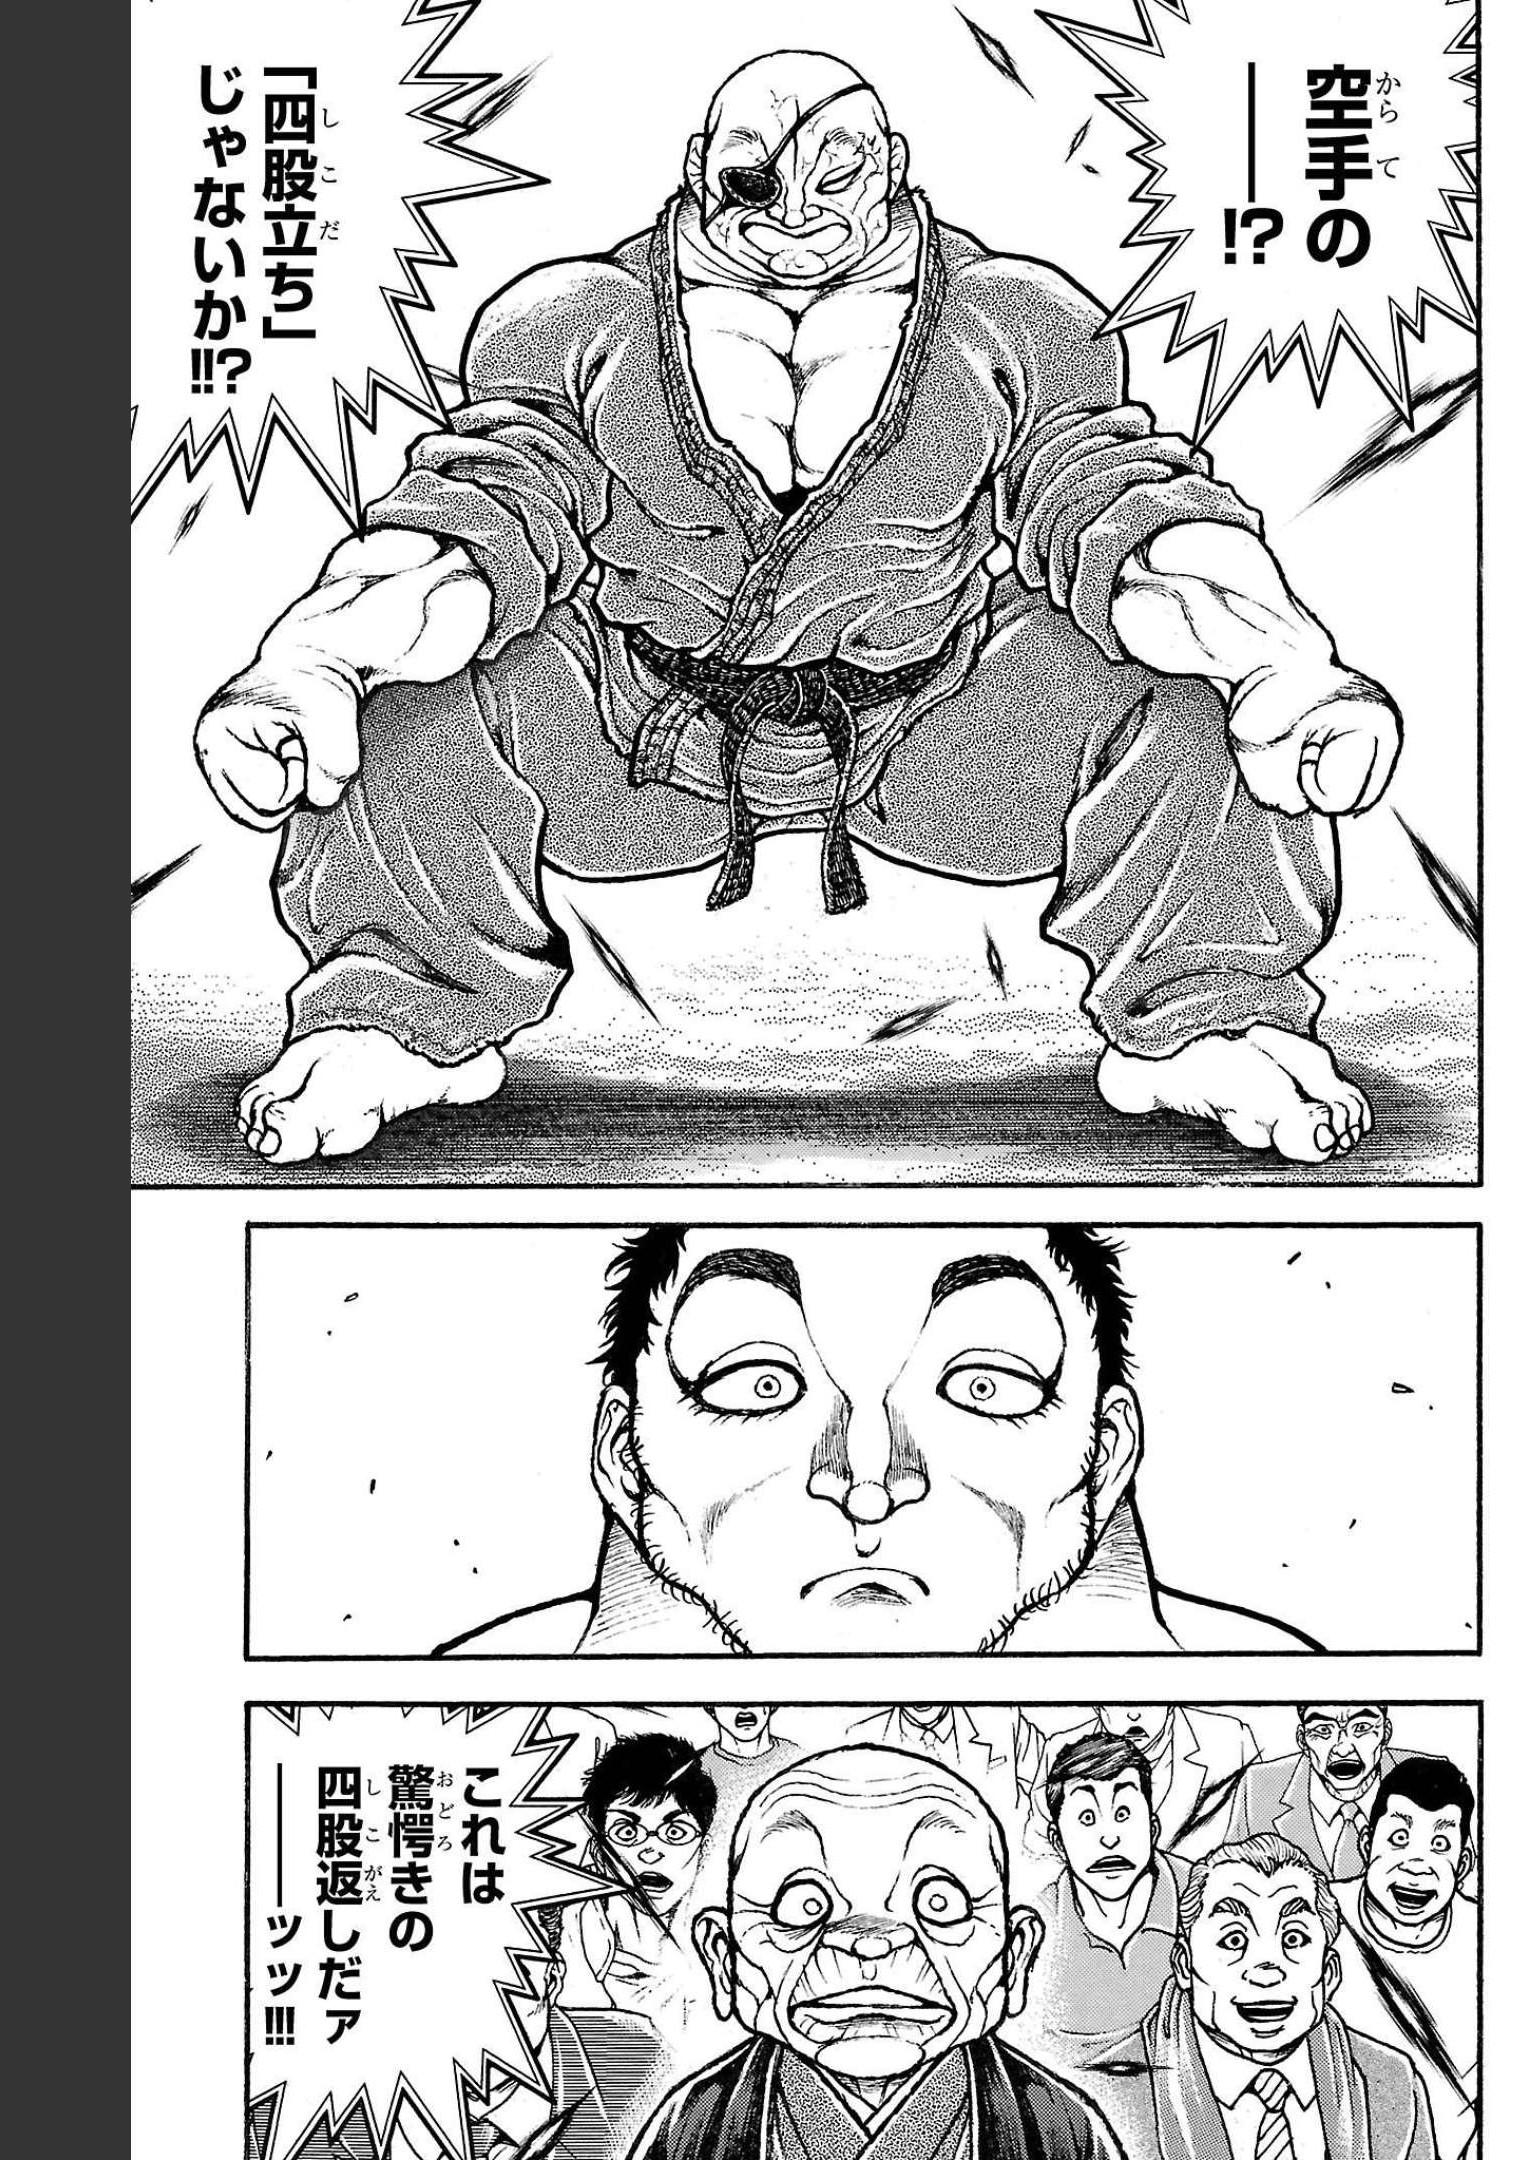 空手の
――!?
「四股立ち」
じゃないか!!?
これは
驚愕きの
四股返しだァ
――ッッ!!!